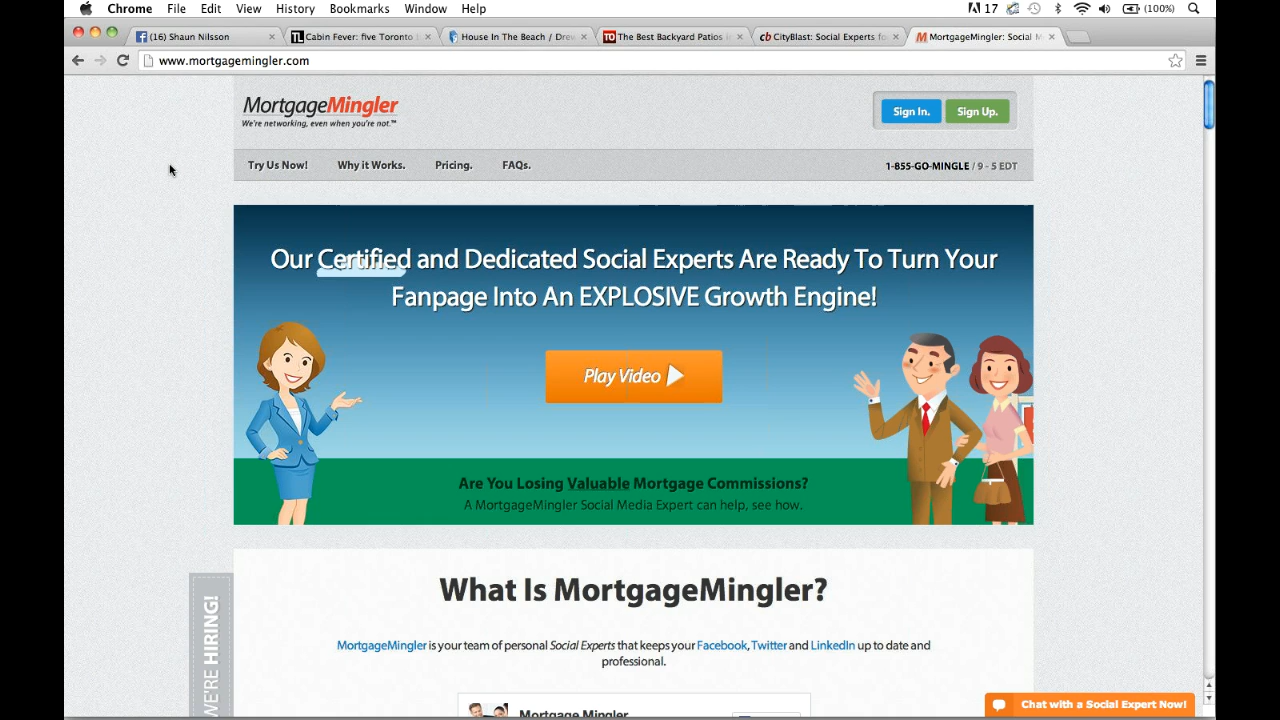 Chrome File Edit View History Bookmarks Window Help 17 (100%)
(16) Shaun Nilsson
Cabin Fever: five Toronto
House In The Beach / Drew
The Best Backyard Patios in
CityBlast: Social Experts fo
MortgageMingler: Social M
www.mortgagemingler.com
MortgageMingler
We're networking, even when you're not.™
Sign In. Sign Up.
Try Us Now! Why it Works. Pricing. FAQs. 1-855-GO-MINGLE / 9 - 5 EDT
Our Certified and Dedicated Social Experts Are Ready To Turn Your
Fanpage Into An EXPLOSIVE Growth Engine!
Play Video
Are You Losing Valuable Mortgage Commissions?
A MortgageMingler Social Media Expert can help, see how.
What Is MortgageMingler?
MortgageMingler is your team of personal Social Experts that keeps your Facebook, Twitter and LinkedIn up to date and
professional.
WE'RE HIRING!
Mortgage Mingler
Chat with a Social Expert Now!